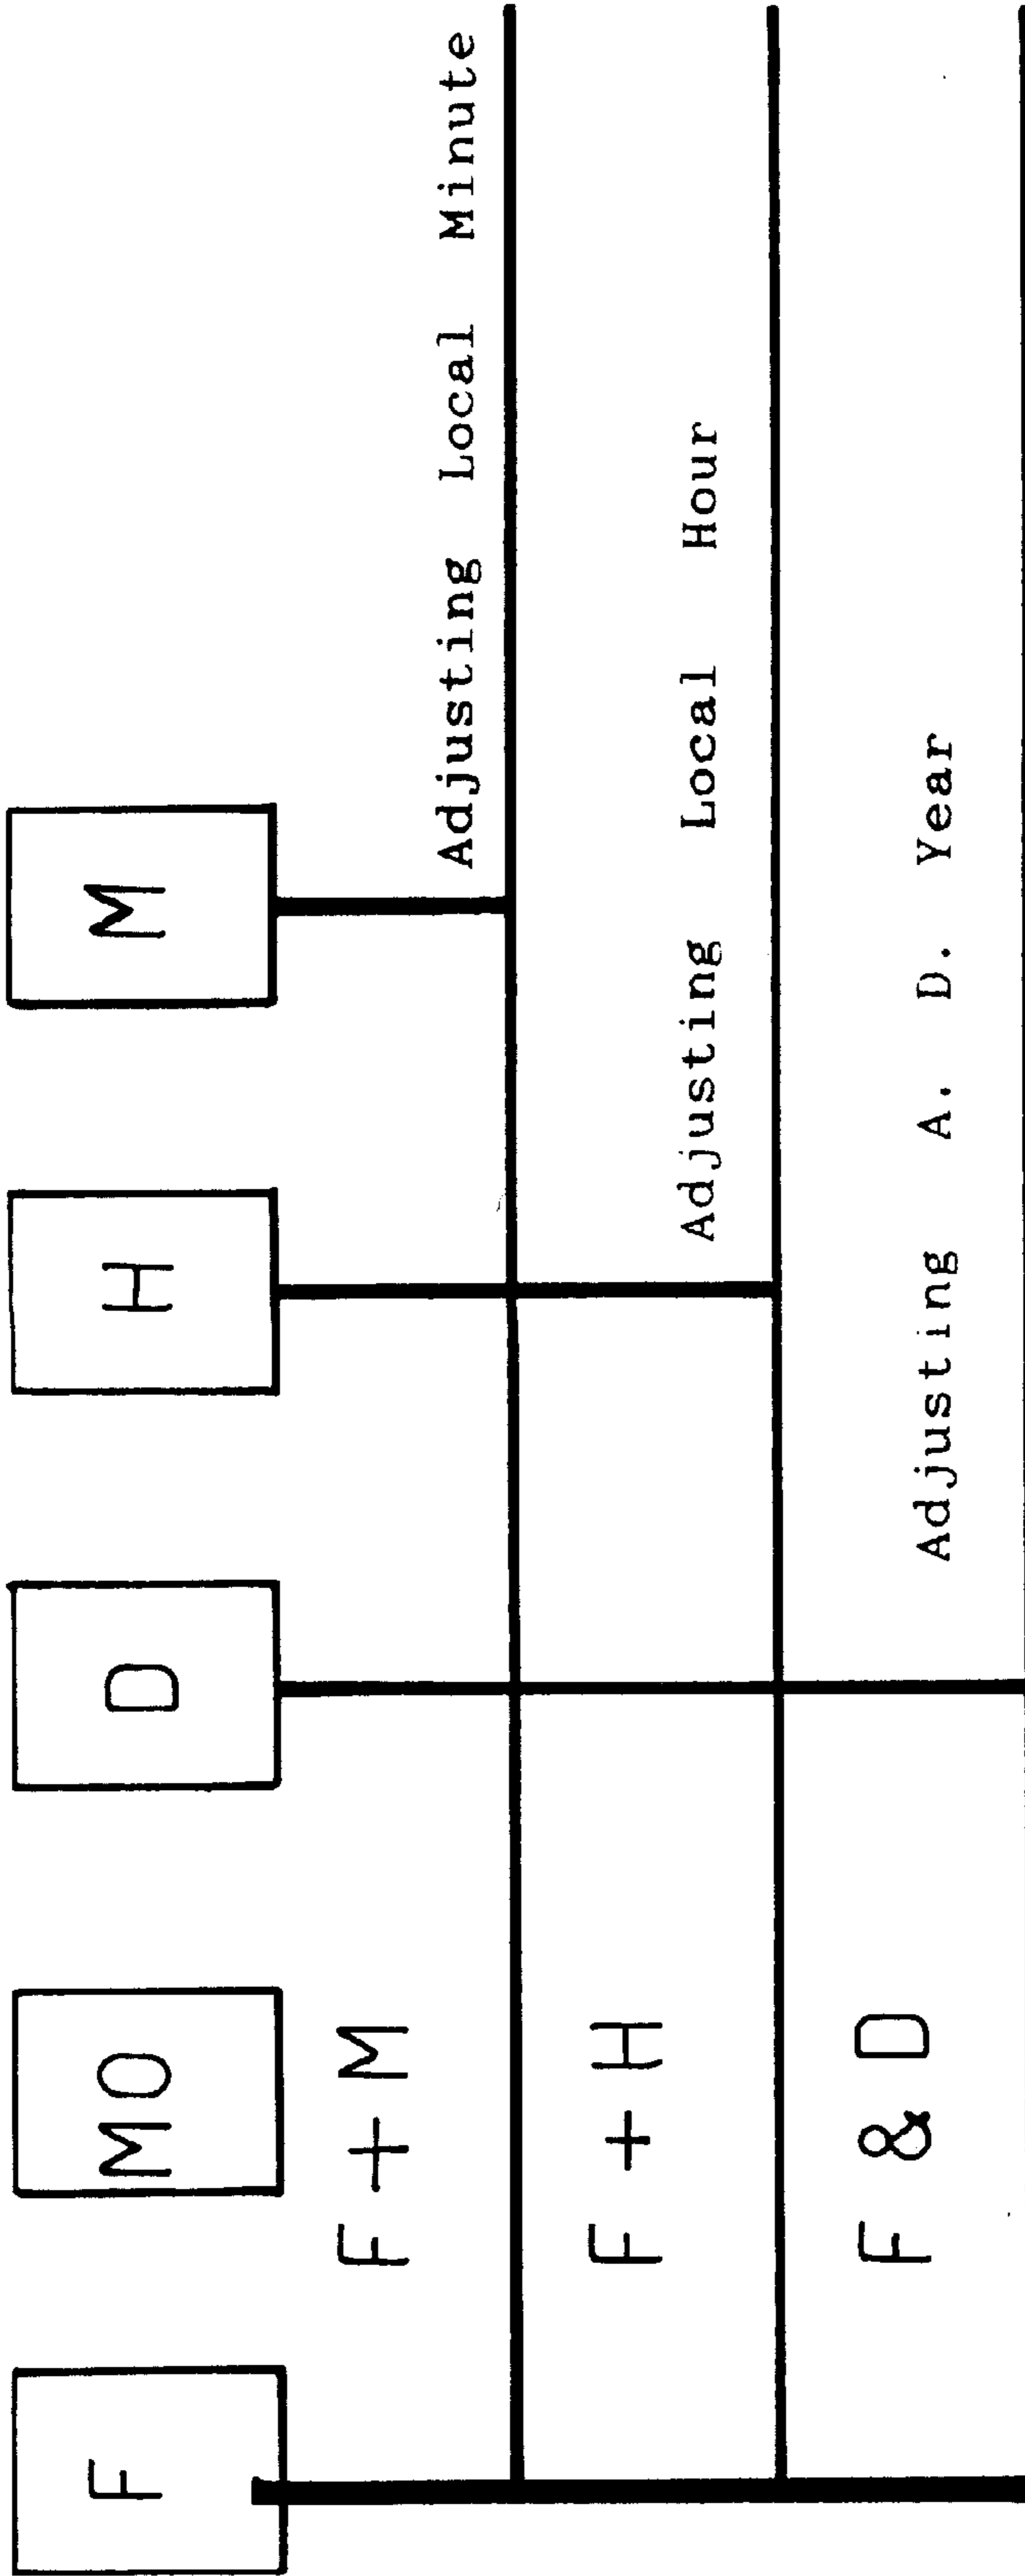 F MO D H M
F + M
Adjusting Local Minute
F + H
Adjusting Local Hour
F & D
Adjusting A. D. Year